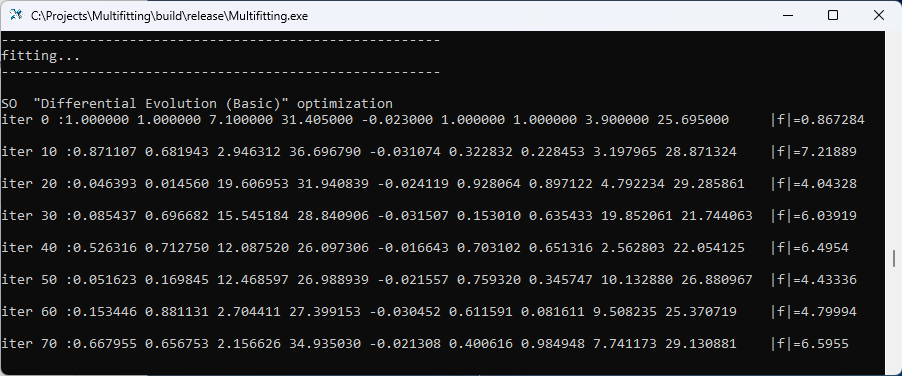 C:\Projects\Multifitting\build\release\Multifitting.exe
-------------------------------------------------------
fitting...
-------------------------------------------------------
SO  "Differential Evolution (Basic)" optimization
iter 0 :1.000000 1.000000 7.100000 31.405000 -0.023000 1.000000 1.000000 3.900000 25.695000     |f|=0.867284
iter 10 :0.871107 0.681943 2.946312 36.696790 -0.031074 0.322832 0.228453 3.197965 28.871324    |f|=7.21889
iter 20 :0.046393 0.014560 19.606953 31.940839 -0.024119 0.928064 0.897122 4.792234 29.285861   |f|=4.04328
iter 30 :0.085437 0.696682 15.545184 28.840906 -0.031507 0.153010 0.635433 19.852061 21.744063  |f|=6.03919
iter 40 :0.526316 0.712750 12.087520 26.097306 -0.016643 0.703102 0.651316 2.562803 22.054125   |f|=6.4954
iter 50 :0.051623 0.169845 12.468597 26.988939 -0.021557 0.759320 0.345747 10.132880 26.880967  |f|=4.43336
iter 60 :0.153446 0.881131 2.704411 27.399153 -0.030452 0.611591 0.081611 9.508235 25.370719    |f|=4.79994
iter 70 :0.667955 0.656753 2.156626 34.935030 -0.021308 0.400616 0.984948 7.741173 29.130881    |f|=6.5955